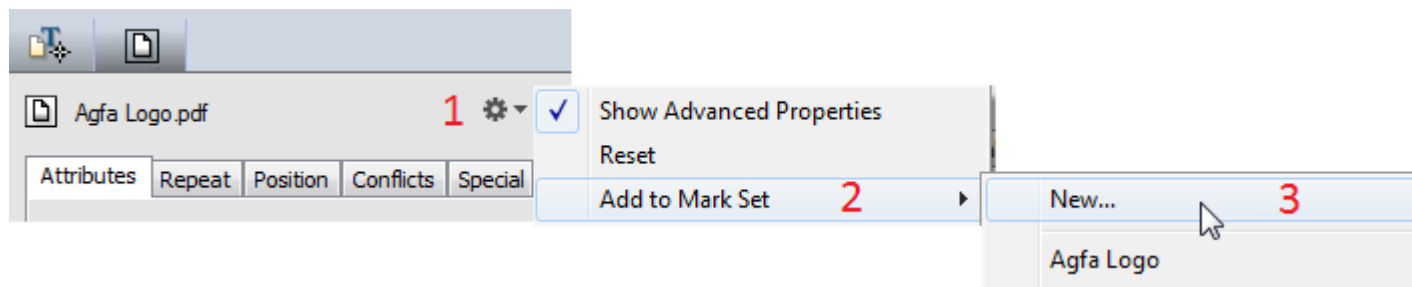 Agfa Logo.pdf 1
Attributes Repeat Position Conflicts Special
✓ Show Advanced Properties
Reset
Add to Mark Set 2
New... 3
Agfa Logo